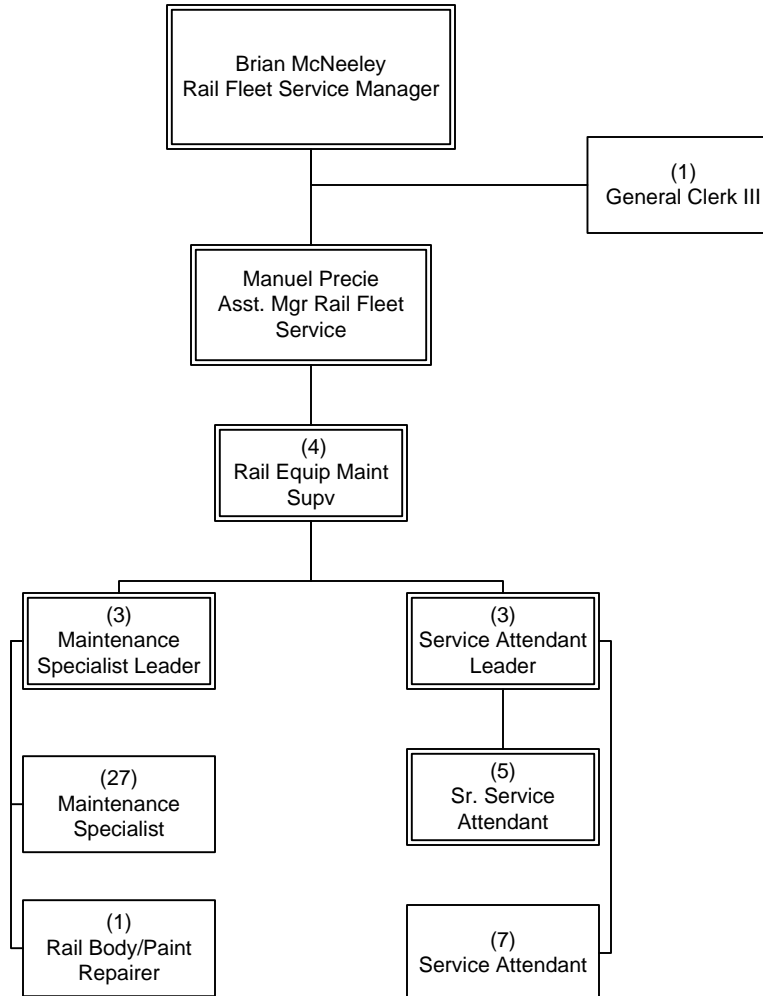 Brian McNeeley
Rail Fleet Service Manager
(1)
General Clerk III
Manuel Precie
Asst. Mgr Rail Fleet
Service
(4)
Rail Equip Maint
Supv
(3)
Maintenance
Specialist Leader
(3)
Service Attendant
Leader
(27)
Maintenance
Specialist
(5)
Sr. Service
Attendant
(1)
Rail Body/Paint
Repairer
(7)
Service Attendant